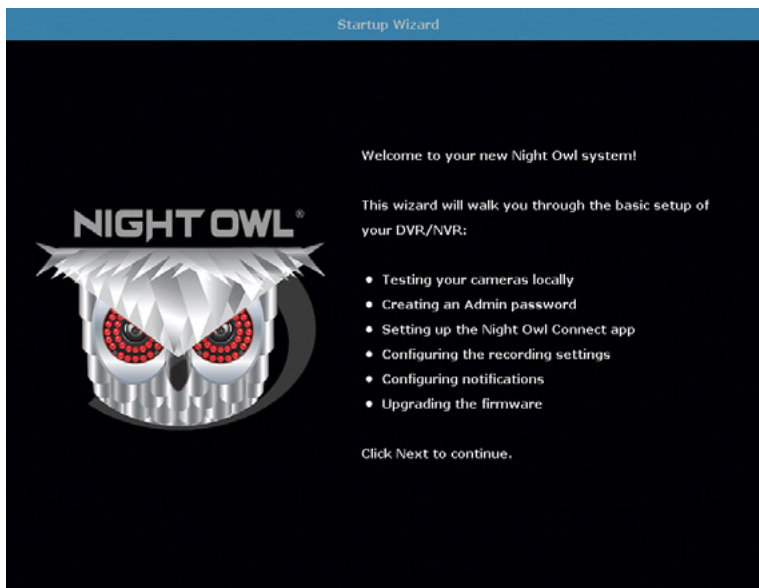 Startup Wizard
Welcome to your new Night Owl system!
This wizard will walk you through the basic setup of
your DVR/NVR:
• Testing your cameras locally
• Creating an Admin password
• Setting up the Night Owl Connect app
• Configuring the recording settings
• Configuring notifications
• Upgrading the firmware
Click Next to continue.
NIGHT OWL®